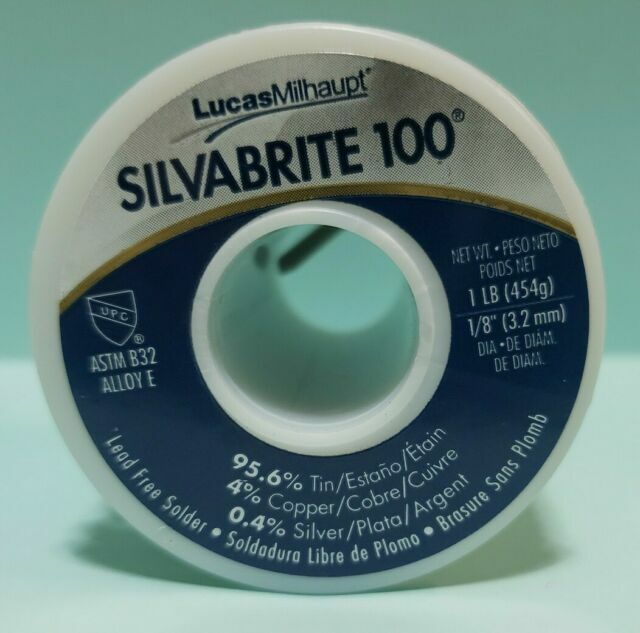 LucasMilhaupt®
SILVABRITE 100®
NET WT. • PESO NETO
POIDS NET
1 LB (454g)
1/8" (3.2 mm)
DIA • DE DIÁM.
DE DIAM.
UPC®
ASTM B32
ALLOY E
95.6% Tin/Estaño/Étain
4% Copper/Cobre/Cuivre
0.4% Silver/Plata/Argent
Lead Free Solder • Soldadura Libre de Plomo • Brasure Sans Plomb